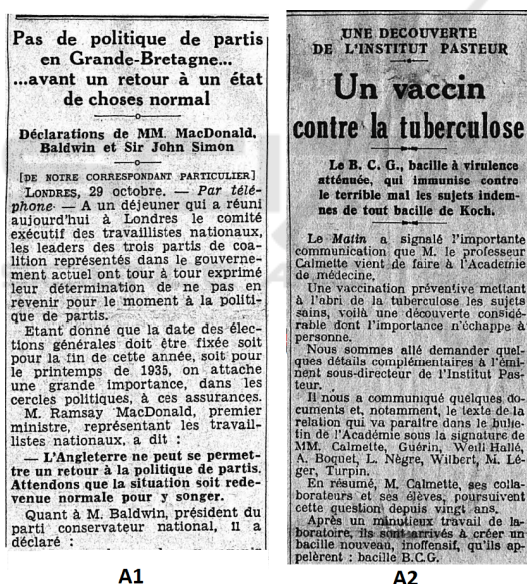 Pas de politique de partis
en Grande-Bretagne...
...avant un retour à un état
de choses normal
Déclarations de MM. MacDonald,
Baldwin et Sir John Simon
[DE NOTRE CORRESPONDANT PARTICULIER]
LONDRES, 29 octobre. — Par télé-
phone — A un déjeuner qui a réuni
aujourd'hui à Londres le comité
exécutif des travaillistes nationaux,
les leaders des trois partis de coa-
lition représentés dans le gouverne-
ment actuel ont tour à tour exprimé
leur détermination de ne pas en
revenir pour le moment à la politi-
que de partis.
Etant donné que la date des élec-
tions générales doit être fixée soit
pour la fin de cette année, soit pour
le printemps de 1935, on attache
une grande importance, dans les
cercles politiques, à ces assurances.
M. Ramsay MacDonald, premier
ministre, représentant les travail-
listes nationaux, a dit :
— L'Angleterre ne peut se permet-
tre un retour à la politique de partis.
Attendons que la situation soit rede-
venue normale pour y songer.
Quant à M. Baldwin, président du
parti conservateur national, il a
déclaré :
A1
UNE DECOUVERTE
DE L'INSTITUT PASTEUR
Un vaccin
contre la tuberculose
Le B. C. G., bacille à virulence
atténuée, qui immunise contre
le terrible mal les sujets indem-
nes de tout bacille de Koch.
Le Matin a signalé l'importante
communication que M. le professeur
Calmette vient de faire à l'Académie
de médecine.
Une vaccination préventive mettant
à l'abri de la tuberculose les sujets
sains, voilà une découverte considé-
rable dont l'importance n'échappe à
personne.
Nous sommes allé demander quel-
ques détails complémentaires à l'émi-
nent sous-directeur de l'Institut Pas-
teur.
Il nous a communiqué quelques do-
cuments et, notamment, le texte de la
relation qui va paraître dans le bulle-
tin de l'Académie sous la signature de
MM. Calmette, Guérin, Weill-Hallé,
A. Boquet, L. Nègre, Wilbert, M. Lé-
ger, Turpin.
En résumé, M. Calmette, ses colla-
borateurs et ses élèves, poursuivent
cette question depuis vingt ans.
Après un minutieux travail de la-
boratoire, ils sont arrivés à créer un
bacille nouveau, inoffensif, qu'ils ap-
pelèrent : bacille B.C.G.
A2